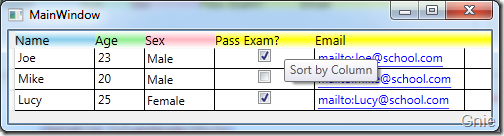 MainWindow
Name Age Sex Pass Exam? Email
Joe 23 Male mailto:Joe@school.com
Sort by Column
Mike 20 Male @school.com
Lucy 25 Female mailto:Lucy@school.com
Gnie